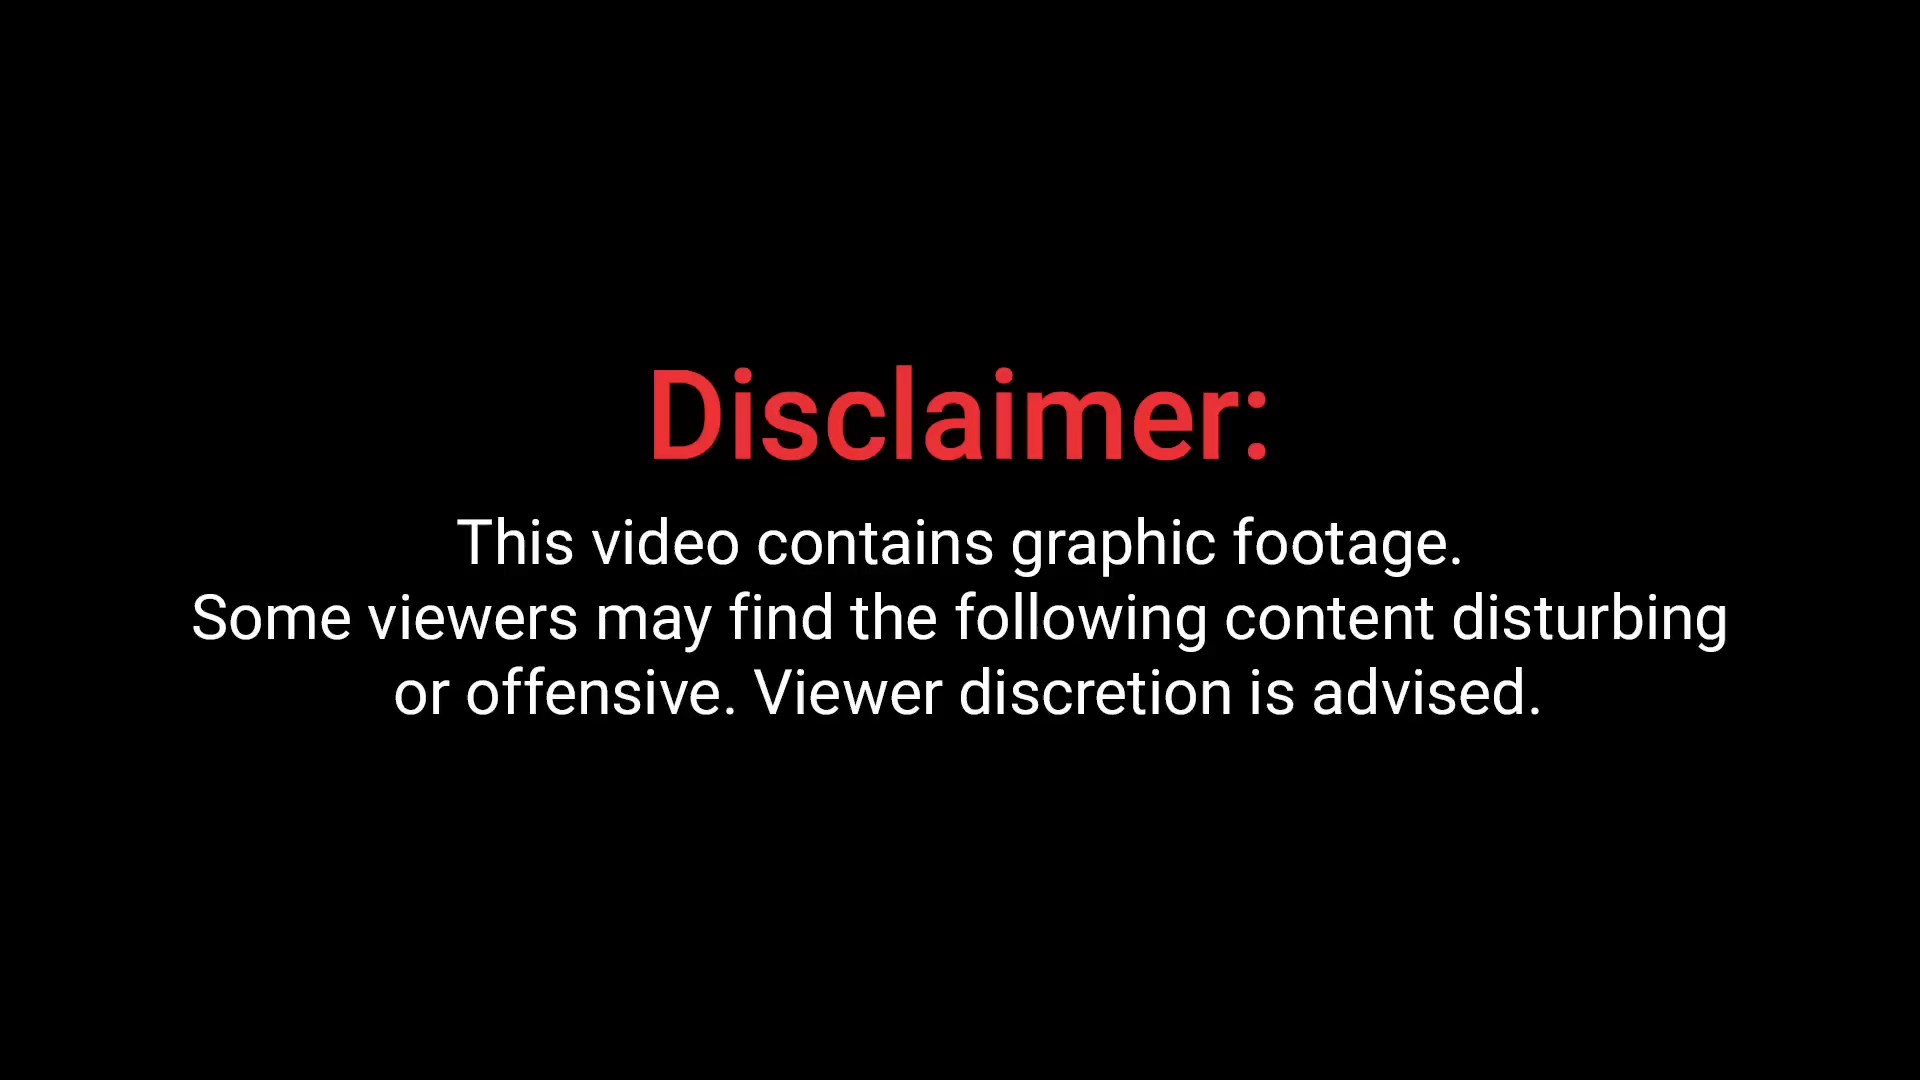 Disclaimer:
This video contains graphic footage.
Some viewers may find the following content disturbing
or offensive. Viewer discretion is advised.